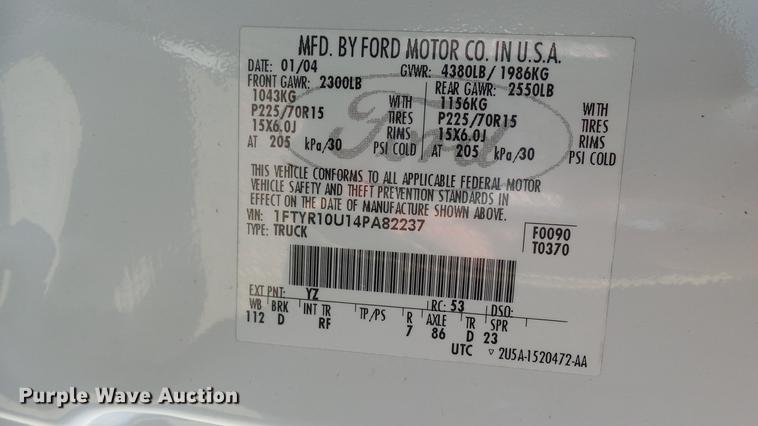 MFD. BY FORD MOTOR CO. IN U.S.A.
DATE: 01/04 GVWR: 4380LB/ 1986KG
FRONT GAWR: 2300LB REAR GAWR: 2550LB
1043KG WITH 1156KG WITH
P225/70R15 TIRES P225/70R15 TIRES
15X6.0J RIMS 15X6.0J RIMS
AT 205 kPa/30 PSI COLD AT 205 kPa/30 PSI COLD
Ford
THIS VEHICLE CONFORMS TO ALL APPLICABLE FEDERAL MOTOR
VEHICLE SAFETY AND THEFT PREVENTION STANDARDS IN
EFFECT ON THE DATE OF MANUFACTURE SHOWN ABOVE.
VIN: 1FTYR10U14PA82237 F0090
TYPE: TRUCK T0370
EXT PNT: YZ RC: 53 DSO:
WB BRK INT TR TP/PS R AXLE TR SPR
112 D RF 7 86 D 23
UTC ▽ 2U5A-1520472-AA
Purple Wave Auction